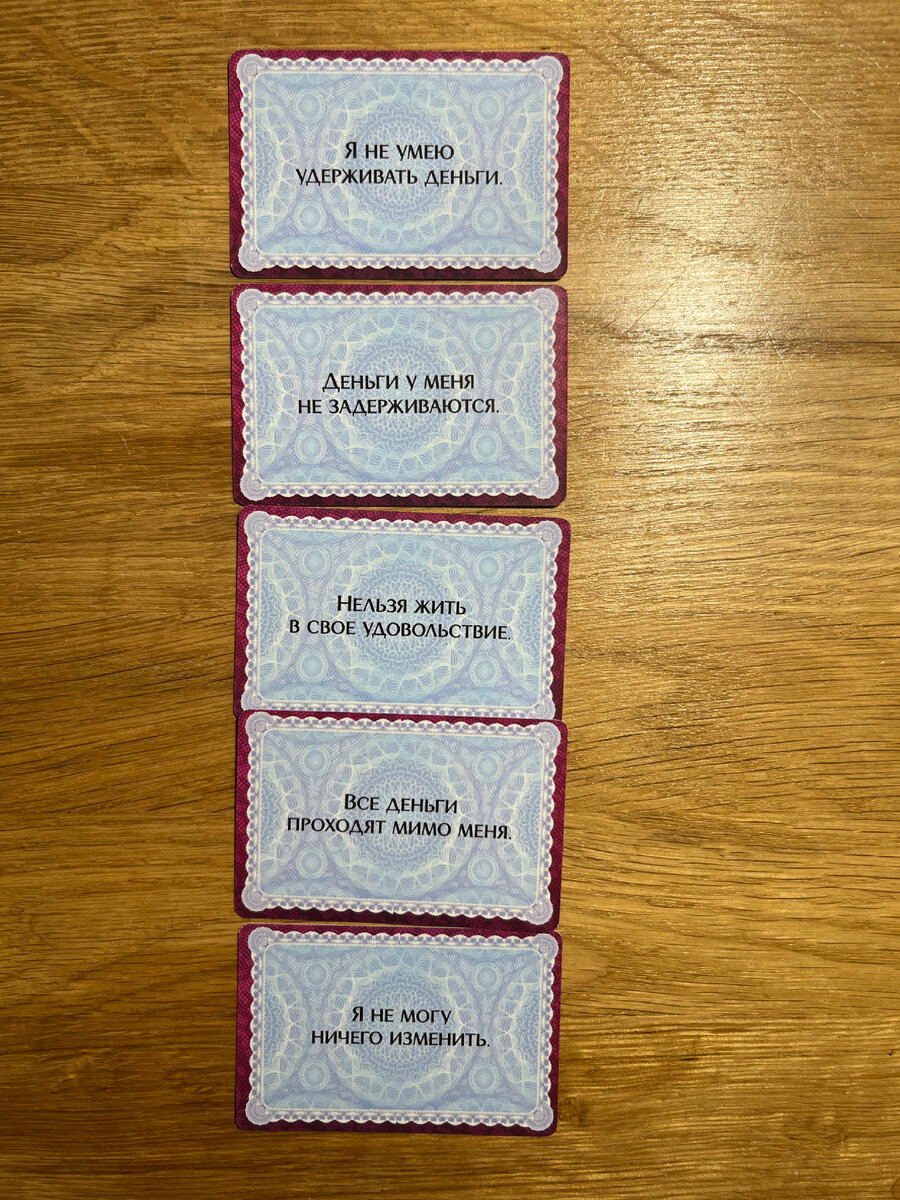 Я не умею
удерживать деньги.
Деньги у меня
не задерживаются.
Нельзя жить
в свое удовольствие.
Все деньги
проходят мимо меня.
Я не могу
ничего изменить.